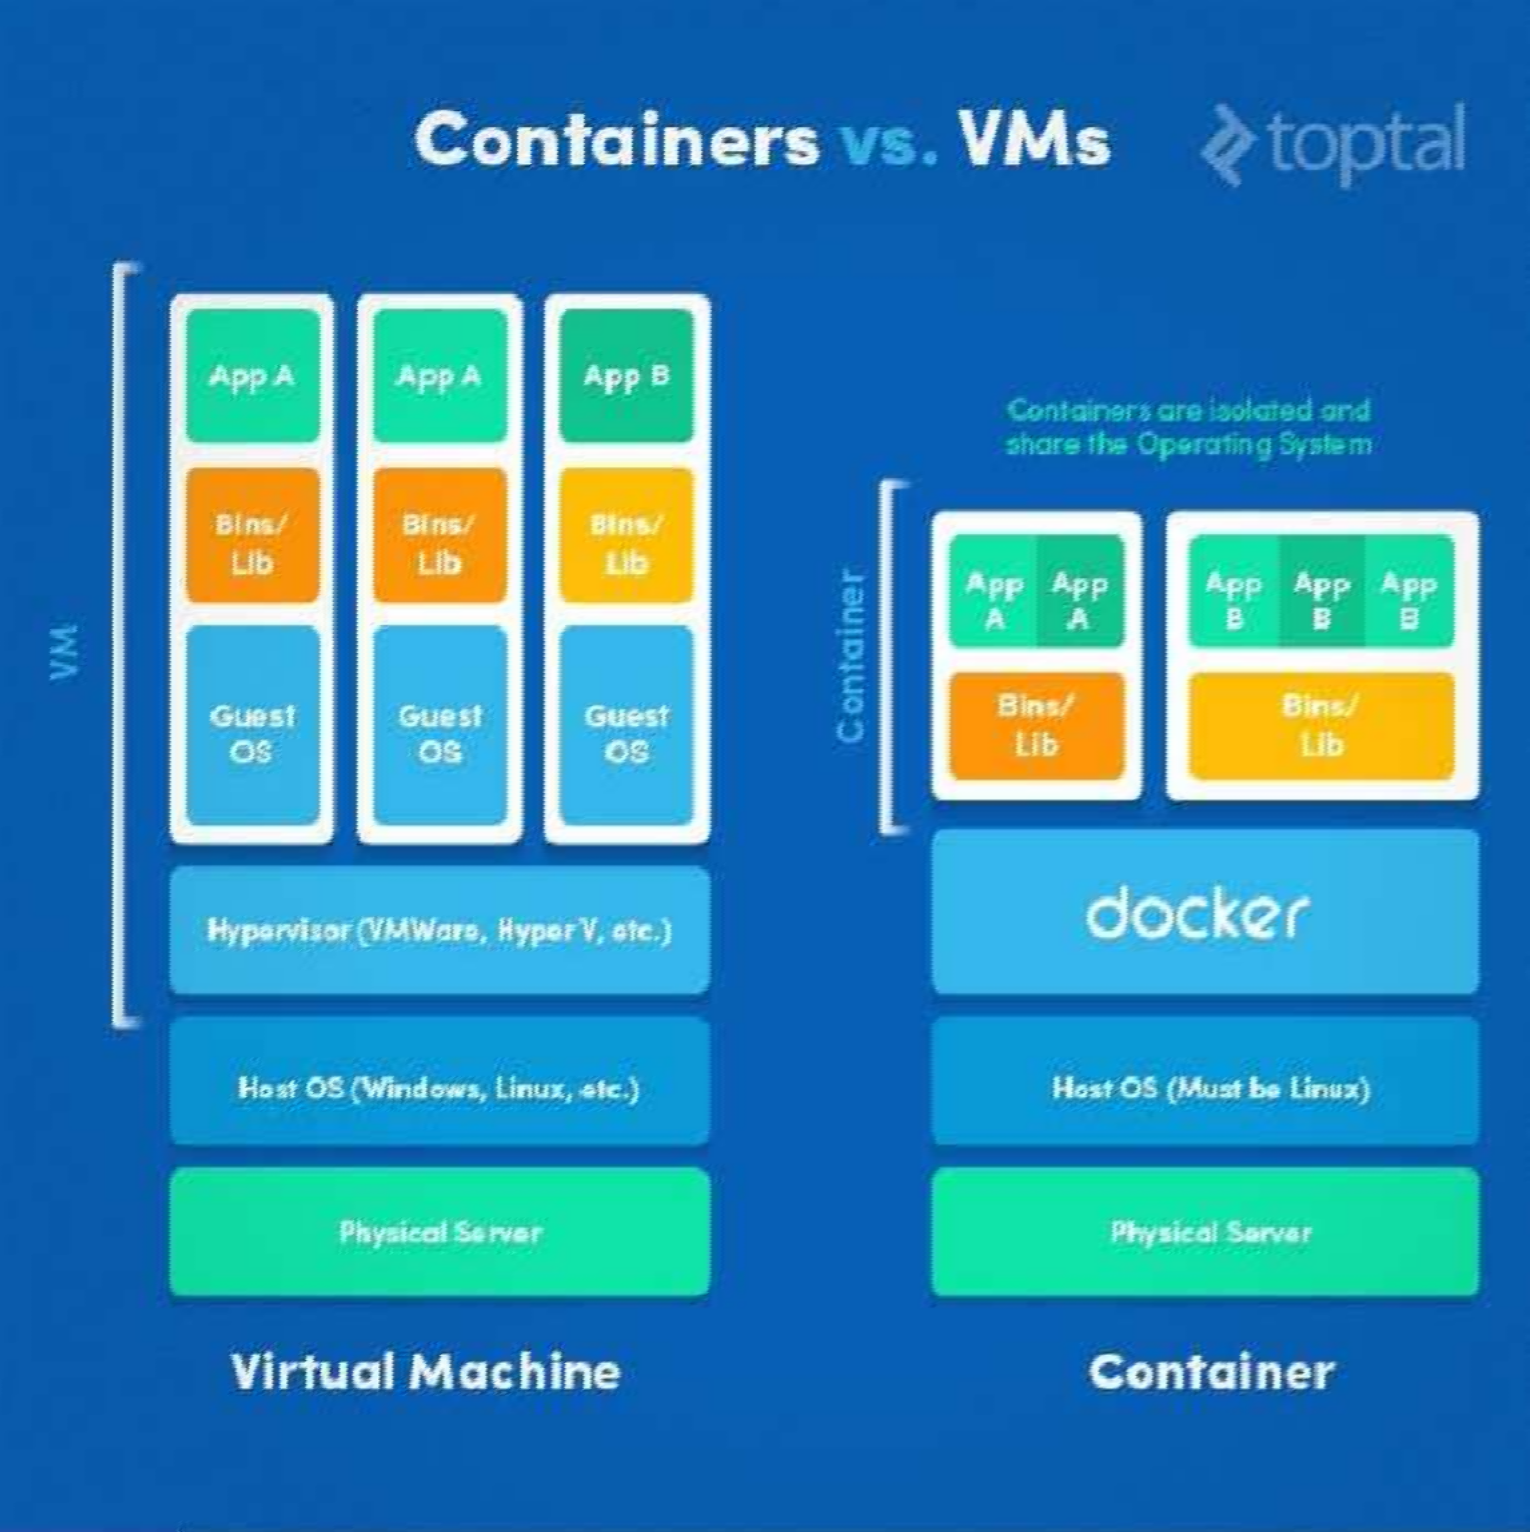 Containers vs. VMs
toptal
VM
App A
App A
App B
Bins/
Lib
Bins/
Lib
Bins/
Lib
Guest
OS
Guest
OS
Guest
OS
Hypervisor (VMWare, HyperV, etc.)
Host OS (Windows, Linux, etc.)
Physical Server
Virtual Machine
Containers are isolated and
share the Operating System
Container
App
A
App
A
App
B
App
B
App
B
Bins/
Lib
Bins/
Lib
docker
Host OS (Must be Linux)
Physical Server
Container